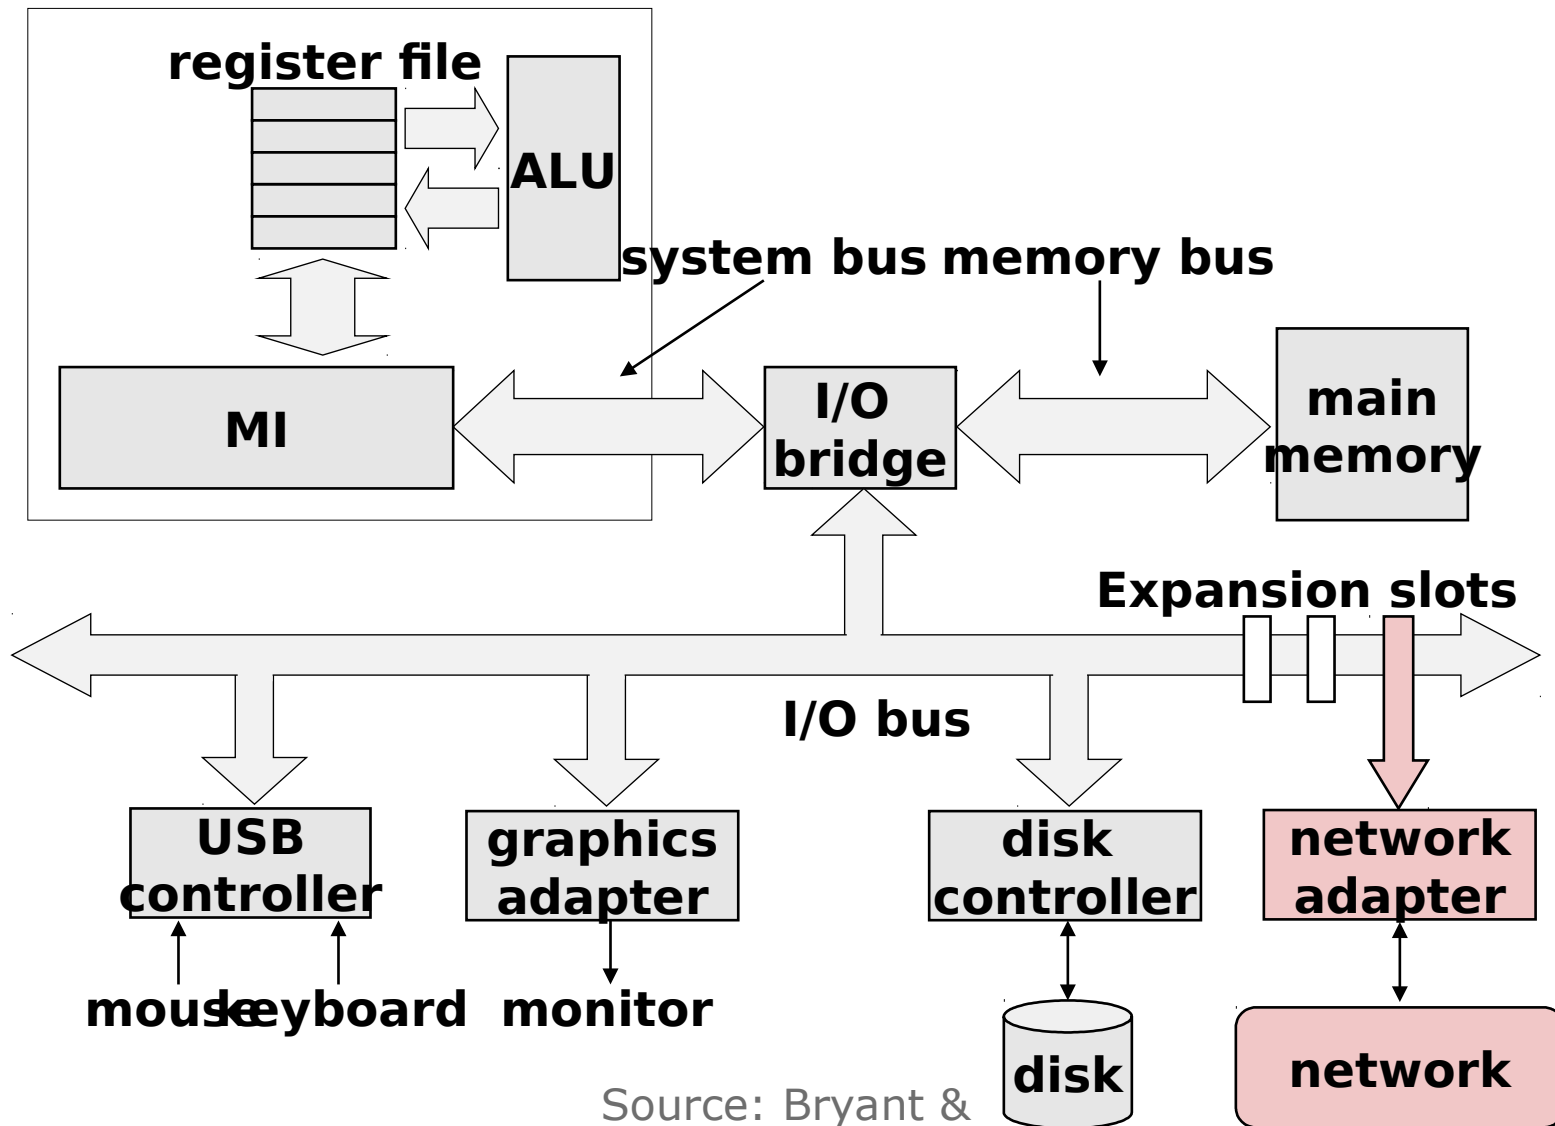 register file
ALU
system bus
memory bus
MI
I/O
bridge
main
memory
Expansion slots
I/O bus
USB
controller
graphics
adapter
disk
controller
network
adapter
mouse
keyboard
monitor
disk
network
Source: Bryant &